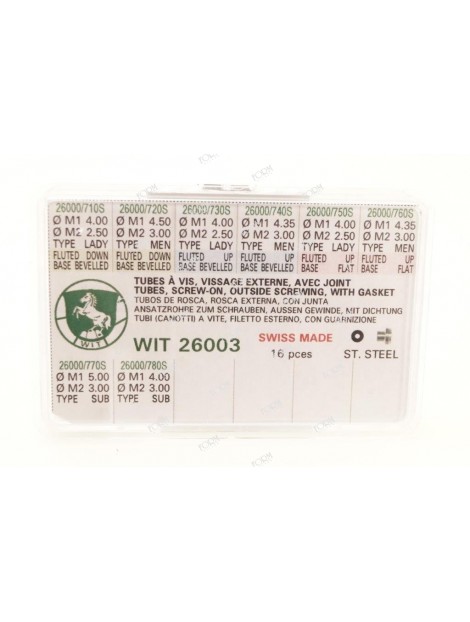 26000/710S 26000/720S 26000/730S 26000/740S 26000/750S 26000/760S
Ø M1 4.00 Ø M1 4.50 Ø M1 4.00 Ø M1 4.35 Ø M1 4.00 Ø M1 4.35
Ø M2 2.50 Ø M2 3.00 Ø M2 2.50 Ø M2 3.00 Ø M2 2.50 Ø M2 3.00
TYPE LADY TYPE MEN TYPE LADY TYPE MEN TYPE LADY TYPE MEN
FLUTED DOWN FLUTED DOWN FLUTED UP FLUTED UP FLUTED UP FLUTED UP
BASE BEVELLED BASE BEVELLED BASE BEVELLED BASE BEVELLED BASE FLAT BASE FLAT
TUBES À VIS, VISSAGE EXTERNE, AVEC JOINT
TUBES, SCREW-ON, OUTSIDE SCREWING, WITH GASKET
TUBOS DE ROSCA, ROSCA EXTERNA, CON JUNTA
ANSATZROHRE ZUM SCHRAUBEN, AUSSEN GEWINDE, MIT DICHTUNG
TUBI (CANOTTI) A VITE, FILETTO ESTERNO, CON GUARNIZIONE
WIT
WIT 26003 SWISS MADE
16 pces ST. STEEL
26000/770S 26000/780S
Ø M1 5.00 Ø M1 4.00
Ø M2 3.00 Ø M2 3.00
TYPE SUB TYPE SUB